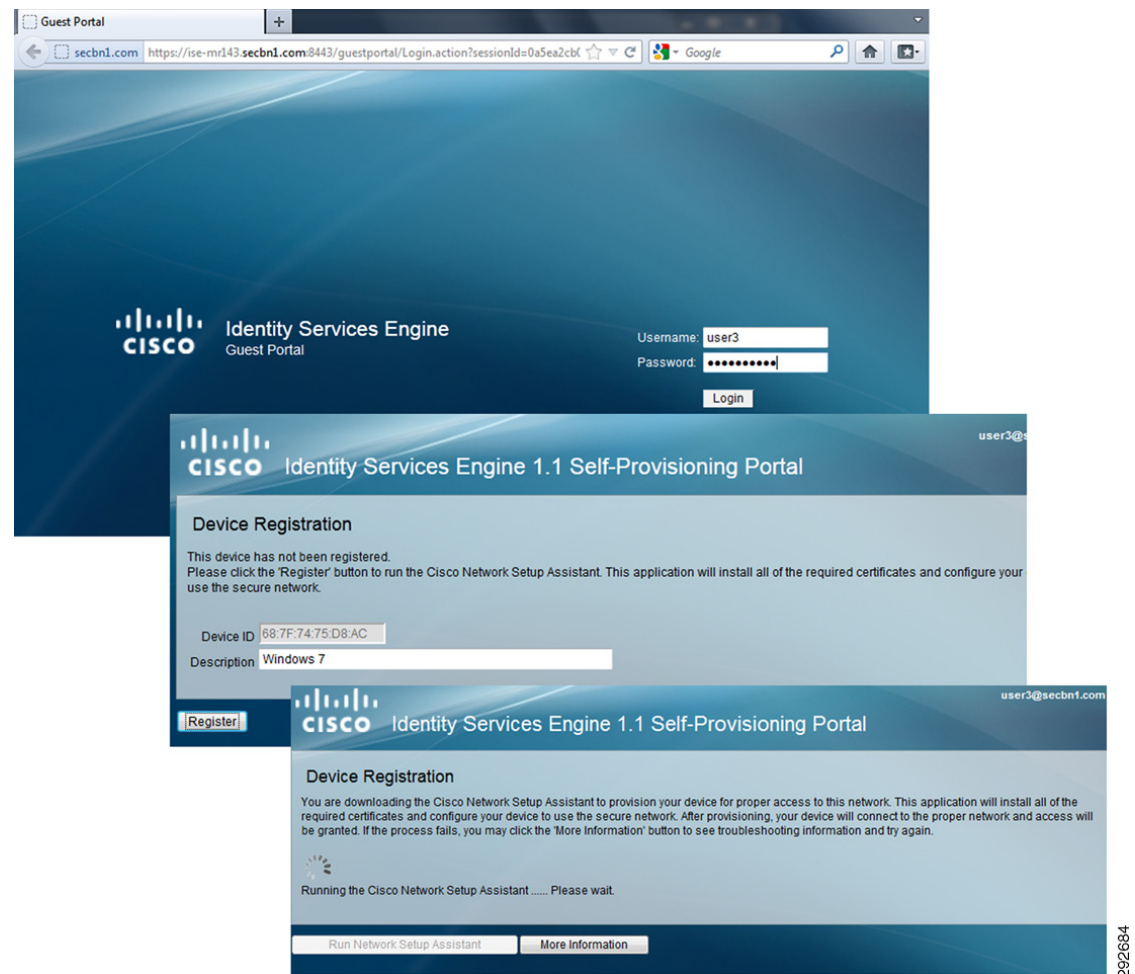 Guest Portal
secbn1.com https://ise-mr143.secbn1.com:8443/guestportal/Login.action?sessionId=0a5ea2cb Google
CISCO
Identity Services Engine
Guest Portal
Username: user3
Password: ••••••••••
Login
user3@s
CISCO Identity Services Engine 1.1 Self-Provisioning Portal
Device Registration
This device has not been registered.
Please click the 'Register' button to run the Cisco Network Setup Assistant. This application will install all of the required certificates and configure your
use the secure network.
Device ID 68:7F:74:75:D8:AC
Description Windows 7
Register
user3@secbn1.com
CISCO Identity Services Engine 1.1 Self-Provisioning Portal
Device Registration
You are downloading the Cisco Network Setup Assistant to provision your device for proper access to this network. This application will install all of the
required certificates and configure your device to use the secure network. After provisioning, your device will connect to the proper network and access will
be granted. If the process fails, you may click the 'More Information' button to see troubleshooting information and try again.
Running the Cisco Network Setup Assistant ...... Please wait.
Run Network Setup Assistant
More Information
292684